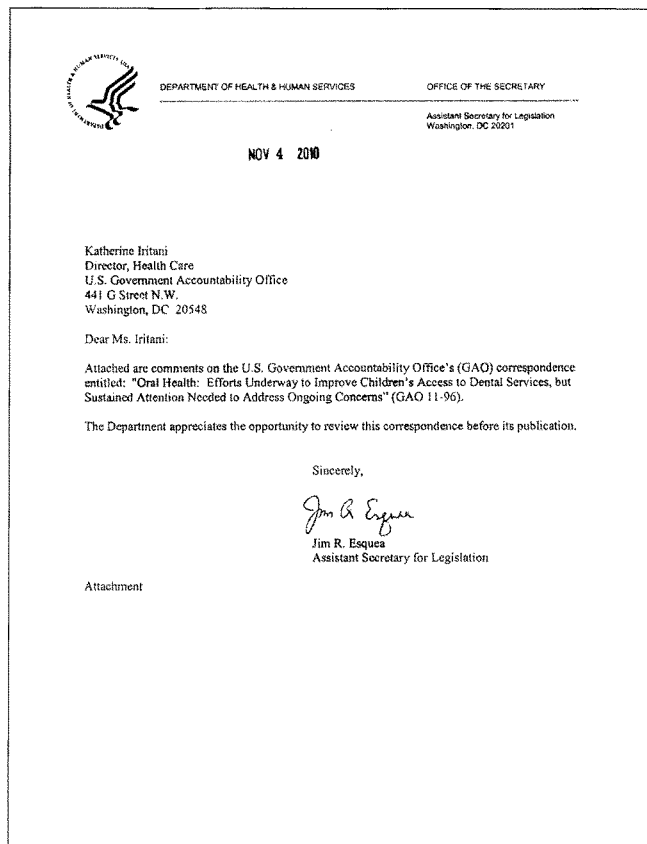 DEPARTMENT OF HEALTH & HUMAN SERVICES
OFFICE OF THE SECRETARY
Assistant Secretary for Legislation
Washington, DC 20201
NOV 4 2010
Katherine Iritani
Director, Health Care
U.S. Government Accountability Office
441 G Street N.W.
Washington, DC 20548
Dear Ms. Iritani:
Attached are comments on the U.S. Government Accountability Office's (GAO) correspondence
entitled: "Oral Health: Efforts Underway to Improve Children's Access to Dental Services, but
Sustained Attention Needed to Address Ongoing Concerns" (GAO 11-96).
The Department appreciates the opportunity to review this correspondence before its publication.
Sincerely,
Jim R. Esquea
Jim R. Esquea
Assistant Secretary for Legislation
Attachment